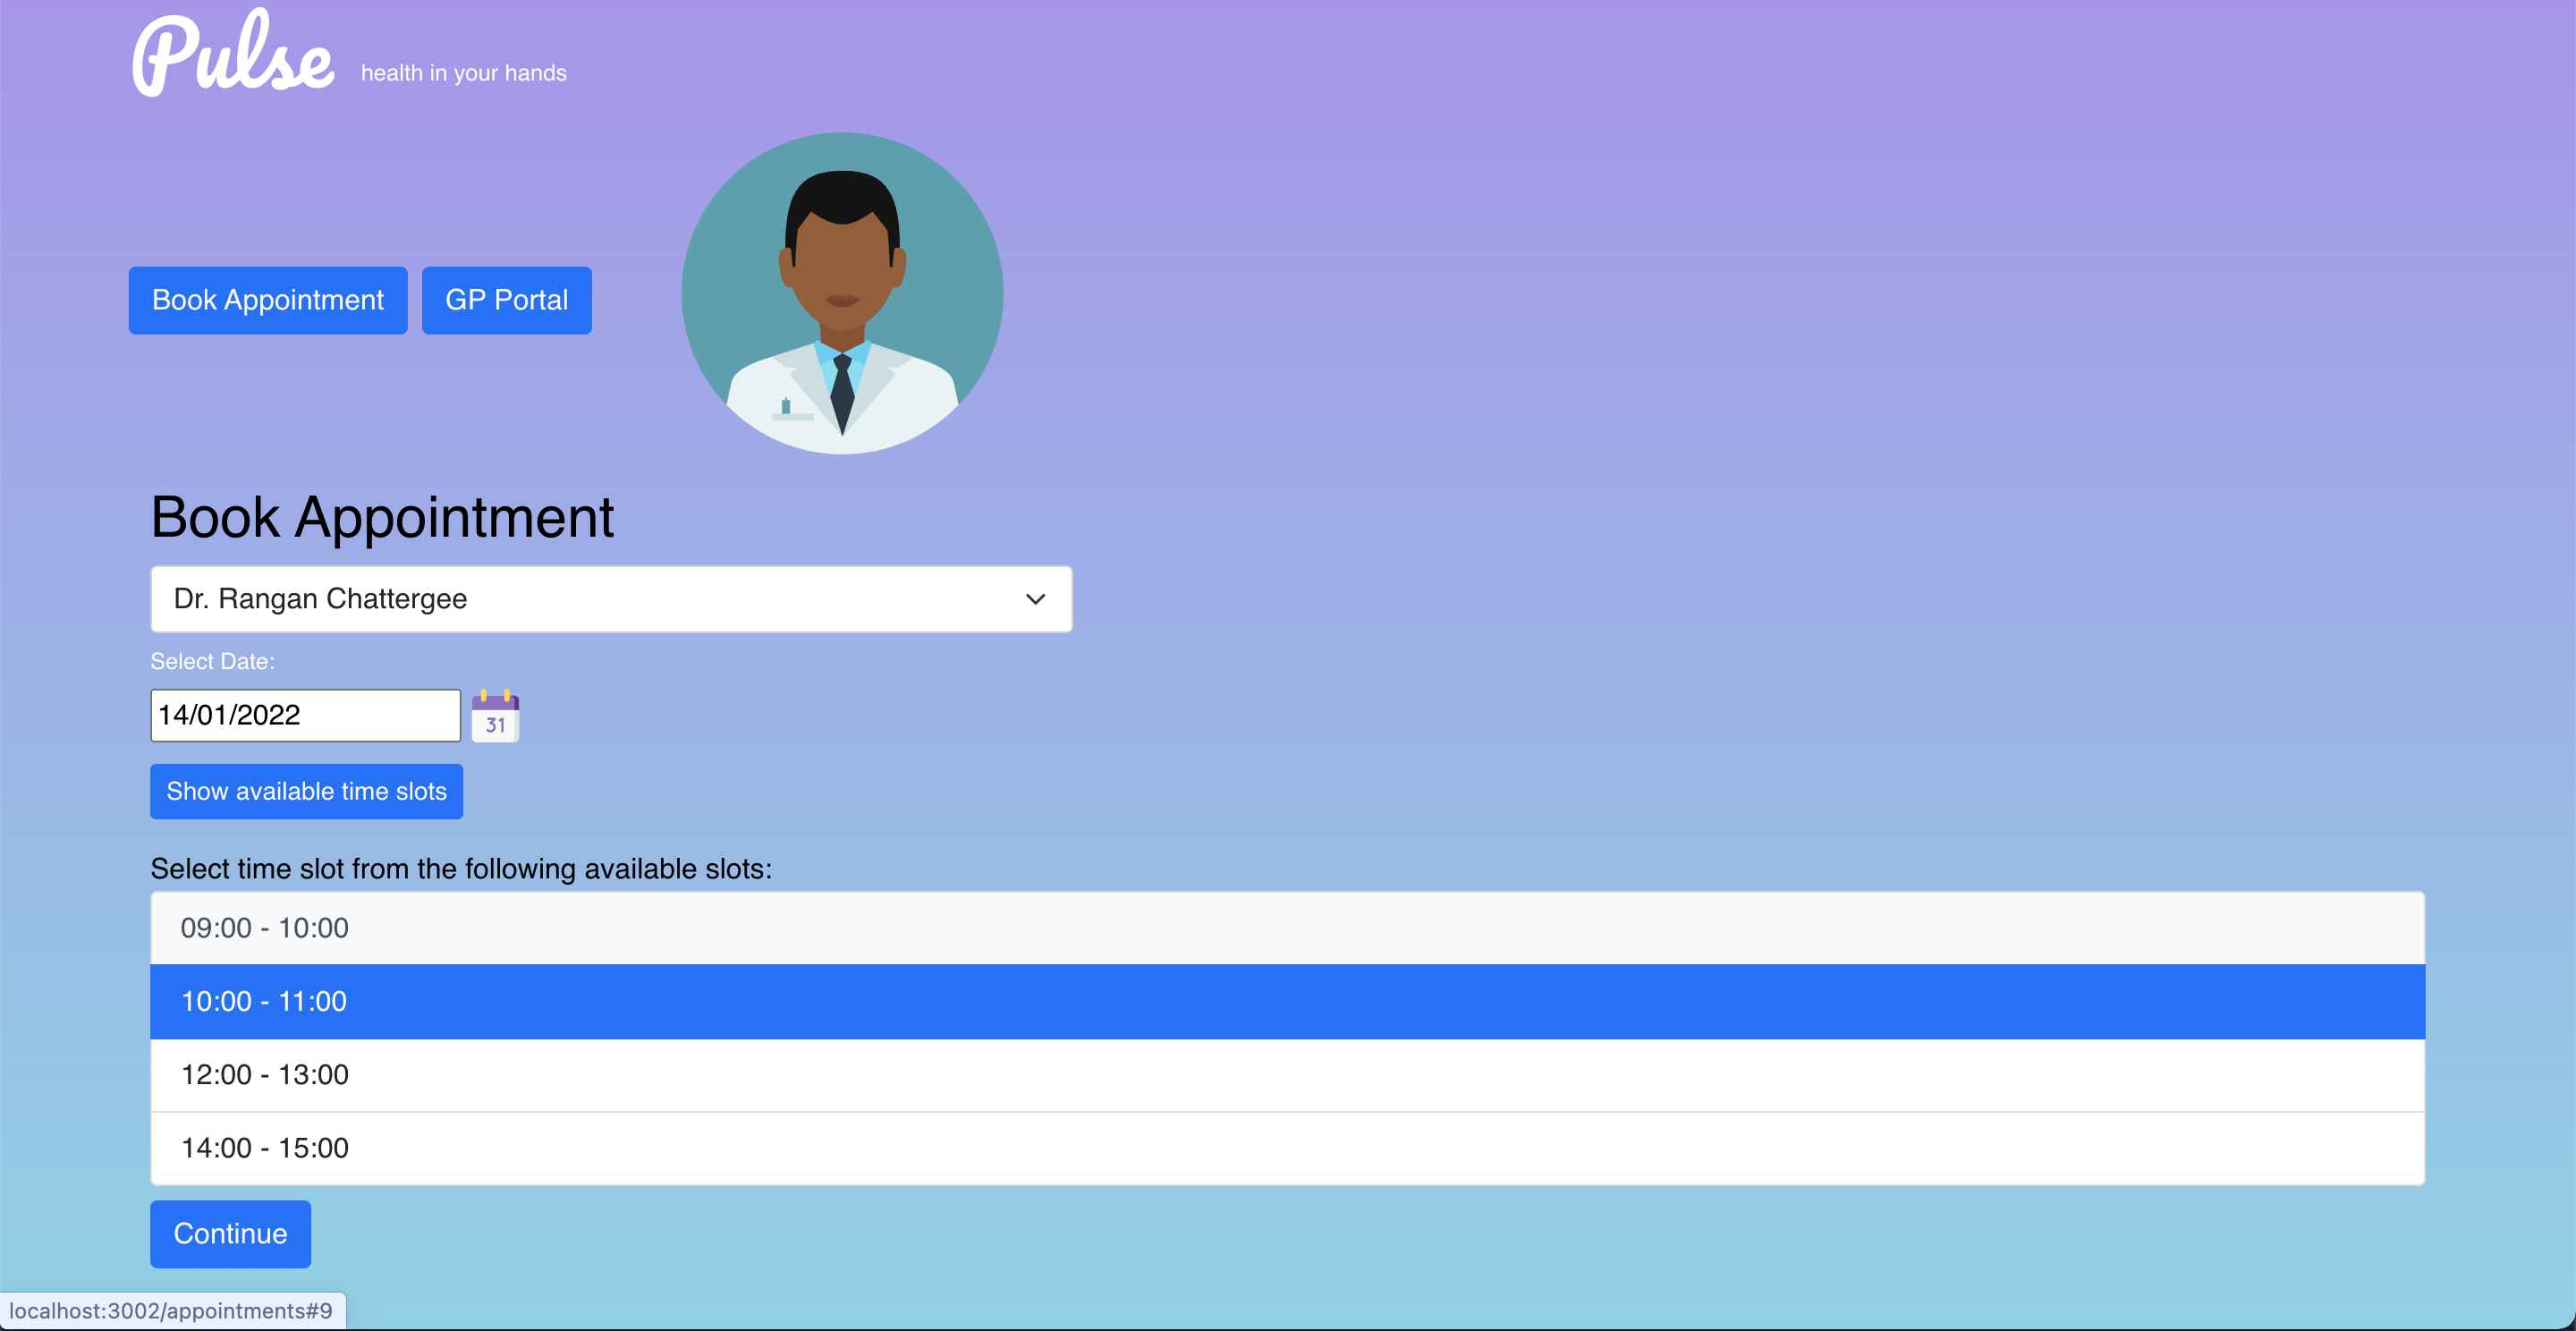 Pulse health in your hands
Book Appointment GP Portal
Book Appointment
Dr. Rangan Chattergee
Select Date:
14/01/2022
31
Show available time slots
Select time slot from the following available slots:
09:00 - 10:00
10:00 - 11:00
12:00 - 13:00
14:00 - 15:00
Continue
localhost:3002/appointments#9